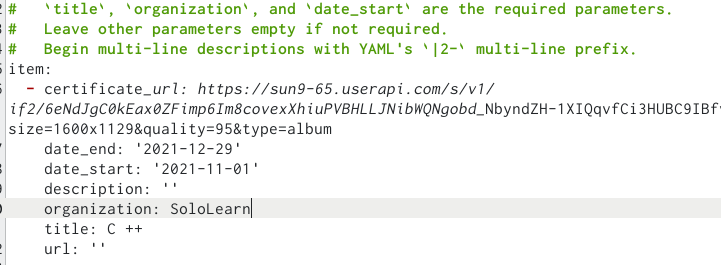 #   `title`, `organization`, and `date_start` are the required parameters.
#   Leave other parameters empty if not required.
#   Begin multi-line descriptions with YAML's `|2-` multi-line prefix.
item:
  - certificate_url: https://sun9-65.userapi.com/s/v1/
if2/6eNdJgC0kEax0ZFimp6Im8covexXhiuPVBHLLJNibWQNgobd_NbyndZH-1XIQqvfCi3HUBC9IBf
size=1600x1129&quality=95&type=album
    date_end: '2021-12-29'
    date_start: '2021-11-01'
    description: ''
    organization: SoloLearn
    title: C ++
    url: ''